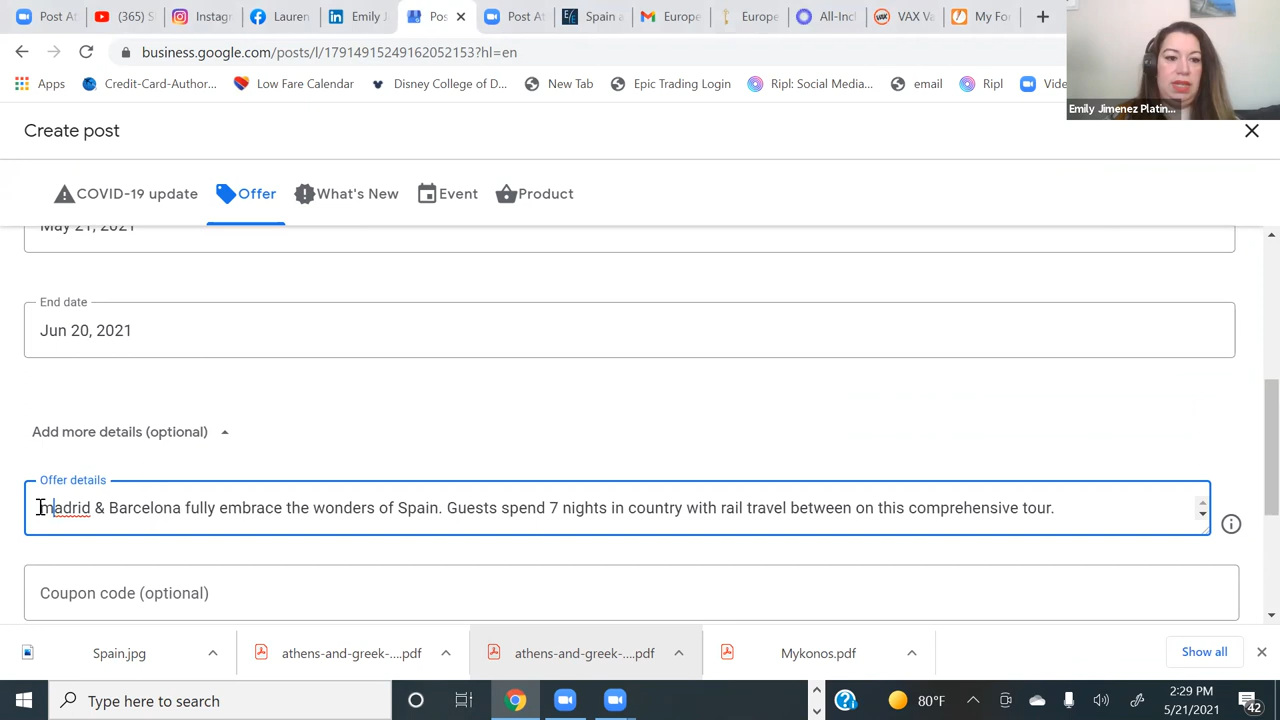 Post Af
(365) S
Instag
Lauren
Emily J
Pos
Post A
Spain a
Europe
Europe
All-Incl
VAX Va
My For
business.google.com/posts/l/17914915249162052153?hl=en
Apps
Credit-Card-Author...
Low Fare Calendar
Disney College of D...
New Tab
Epic Trading Login
Ripl: Social Media...
email
Ripl
Vide
Emily Jimenez Platin...
Create post
COVID-19 update
Offer
What's New
Event
Product
May 21, 2021
End date
Jun 20, 2021
Add more details (optional)
Offer details
madrid & Barcelona fully embrace the wonders of Spain. Guests spend 7 nights in country with rail travel between on this comprehensive tour.
Coupon code (optional)
Spain.jpg
athens-and-greek-....pdf
athens-and-greek-....pdf
Mykonos.pdf
Show all
Type here to search
80°F
2:29 PM
5/21/2021
42